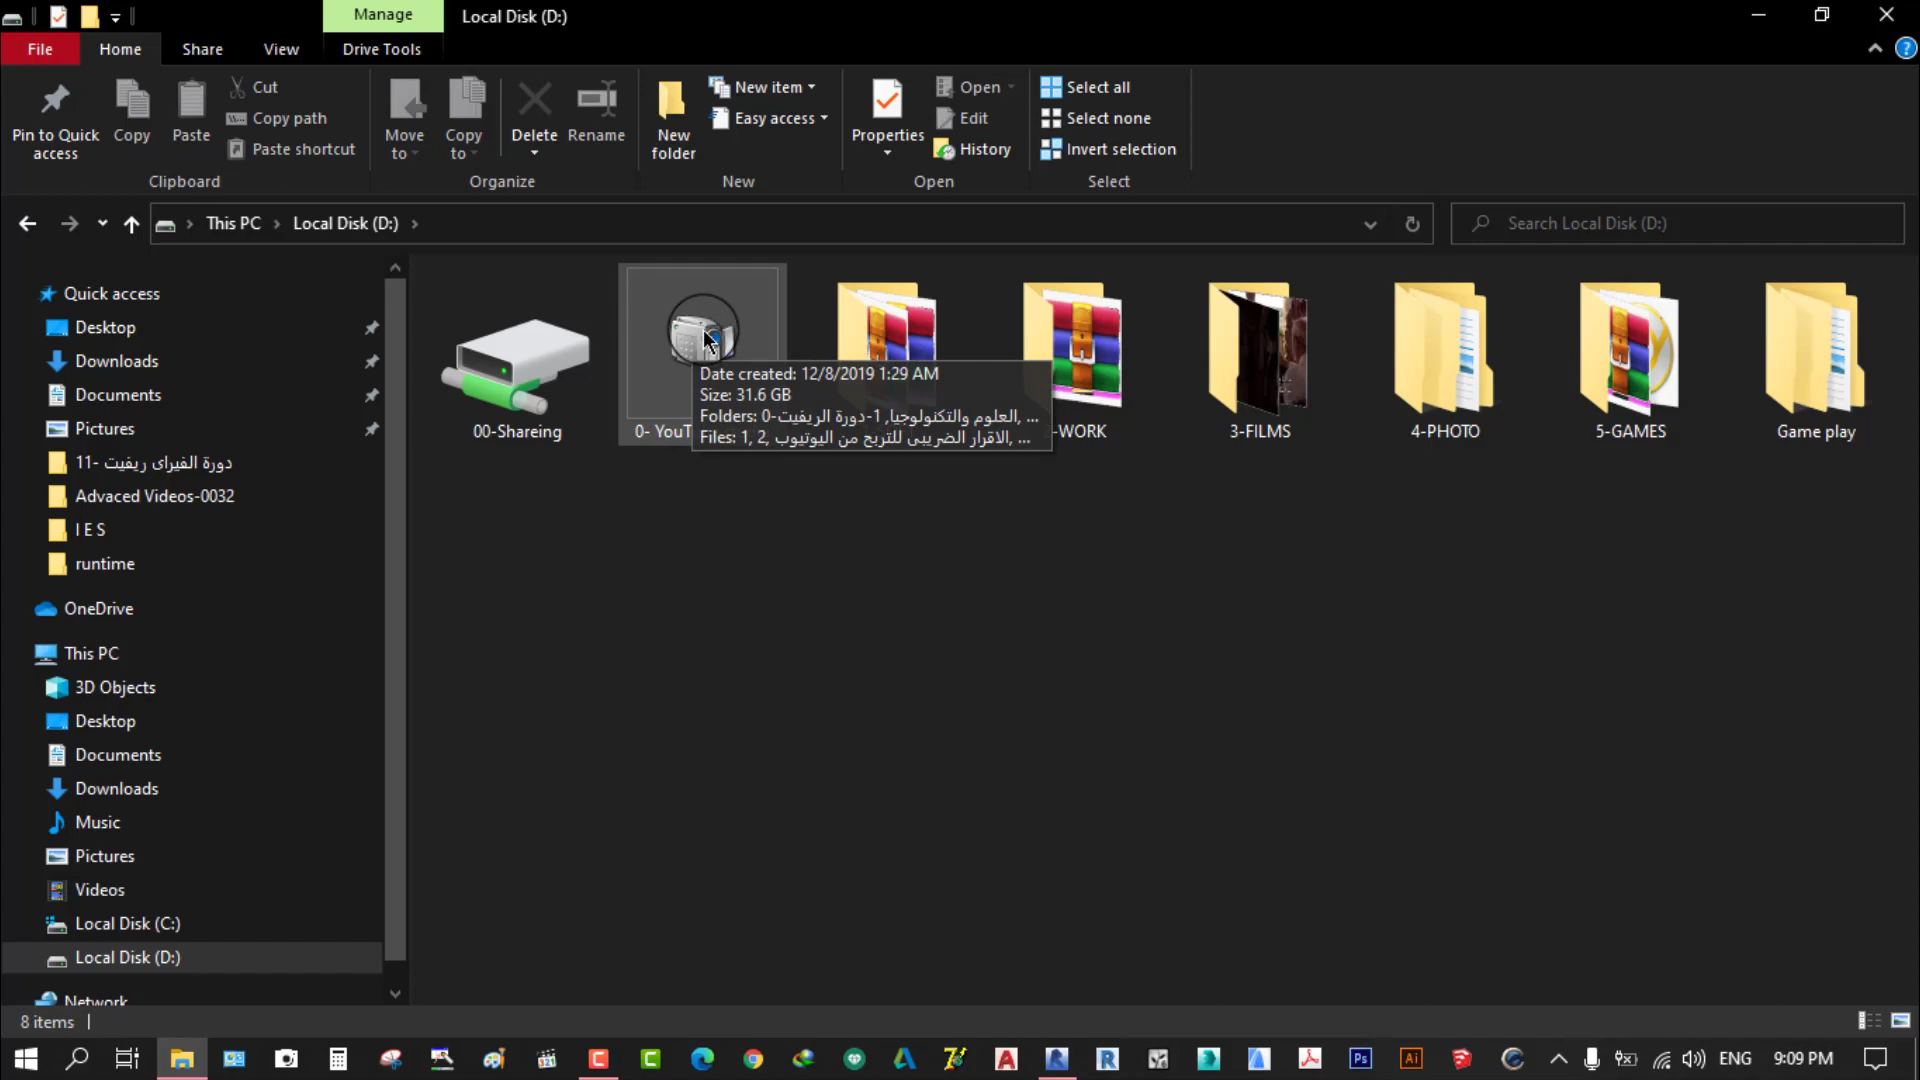 Manage
Local Disk (D:)
File
Home
Share
View
Drive Tools
Pin to Quick access
Copy
Paste
Cut
Copy path
Paste shortcut
Clipboard
Move to
Copy to
Delete
Rename
Organize
New folder
New item
Easy access
New
Properties
Open
Edit
History
Open
Select all
Select none
Invert selection
Select
This PC
Local Disk (D:)
Search Local Disk (D:)
Quick access
Desktop
Downloads
Documents
Pictures
11- دورة الفيراى ريفيت
Advaced Videos-0032
I E S
runtime
OneDrive
This PC
3D Objects
Desktop
Documents
Downloads
Music
Pictures
Videos
Local Disk (C:)
Local Disk (D:)
Network
00-Shareing
0- YouT
Date created: 12/8/2019 1:29 AM
Size: 31.6 GB
Folders: 0-العلوم والتكنولوجيا, 1-دورة الريفيت, ...
Files: 1, 2, الاقرار الضريبى للتربح من اليوتيوب, ...
-WORK
3-FILMS
4-PHOTO
5-GAMES
Game play
8 items
ENG
9:09 PM
Ps
Ai